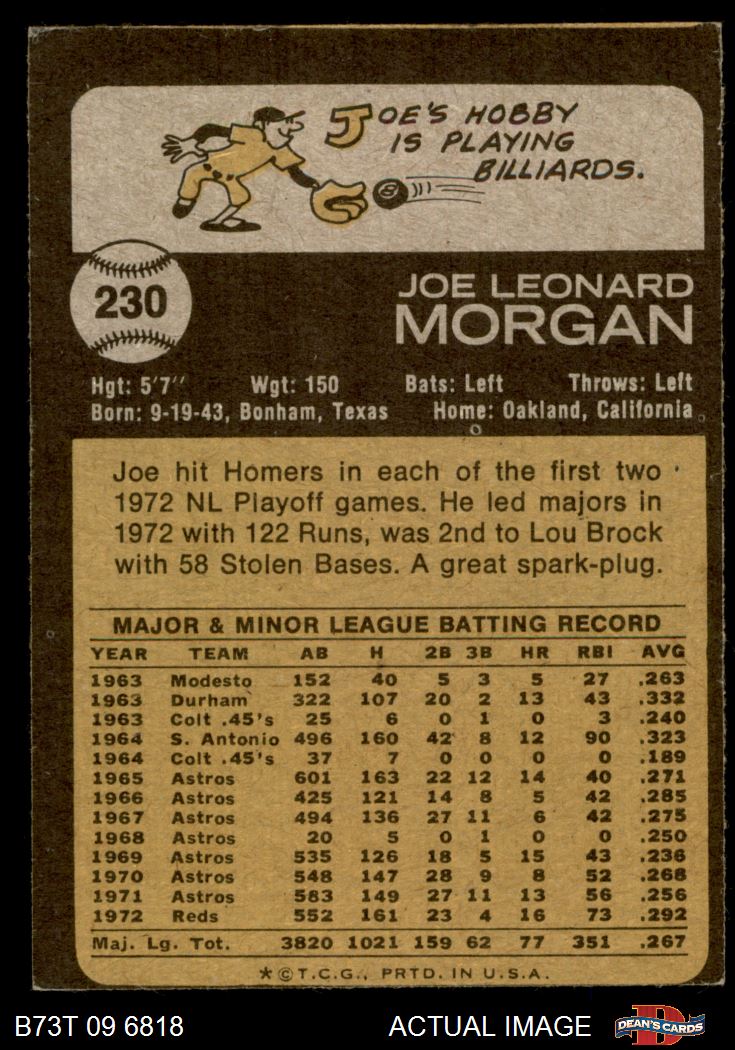 JOE'S HOBBY
IS PLAYING
BILLIARDS.
8
230
JOE LEONARD
MORGAN
Hgt: 5'7" Wgt: 150 Bats: Left Throws: Left
Born: 9-19-43, Bonham, Texas Home: Oakland, California
Joe hit Homers in each of the first two
1972 NL Playoff games. He led majors in
1972 with 122 Runs, was 2nd to Lou Brock
with 58 Stolen Bases. A great spark-plug.
MAJOR & MINOR LEAGUE BATTING RECORD
YEAR TEAM AB H 2B 3B HR RBI AVG
1963 Modesto 152 40 5 3 5 27 .263
1963 Durham 322 107 20 2 13 43 .332
1963 Colt .45's 25 6 0 1 0 3 .240
1964 S. Antonio 496 160 42 8 12 90 .323
1964 Colt .45's 37 7 0 0 0 0 .189
1965 Astros 601 163 22 12 14 40 .271
1966 Astros 425 121 14 8 5 42 .285
1967 Astros 494 136 27 11 6 42 .275
1968 Astros 20 5 0 1 0 0 .250
1969 Astros 535 126 18 5 15 43 .236
1970 Astros 548 147 28 9 8 52 .268
1971 Astros 583 149 27 11 13 56 .256
1972 Reds 552 161 23 4 16 73 .292
Maj. Lg. Tot. 3820 1021 159 62 77 351 .267
*©T.C.G., PRTD. IN U.S.A.
B73T 09 6818 ACTUAL IMAGE D DEAN'S CARDS